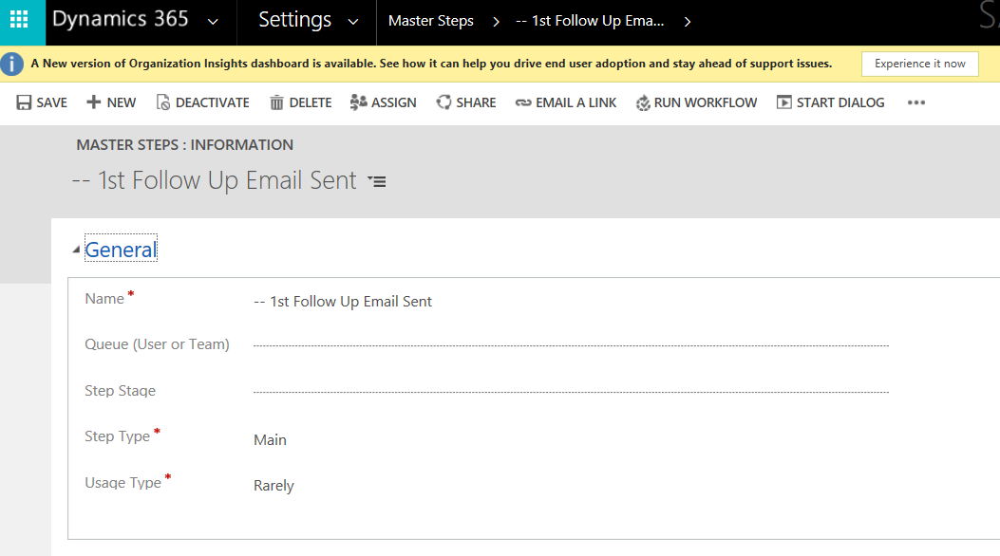 Dynamics 365 Settings Master Steps -- 1st Follow Up Ema...
A New version of Organization Insights dashboard is available. See how it can help you drive end user adoption and stay ahead of support issues. Experience it now
SAVE NEW DEACTIVATE DELETE ASSIGN SHARE EMAIL A LINK RUN WORKFLOW START DIALOG •••
MASTER STEPS : INFORMATION
-- 1st Follow Up Email Sent
General
Name * -- 1st Follow Up Email Sent
Queue (User or Team)
Step Stage
Step Type * Main
Usage Type * Rarely